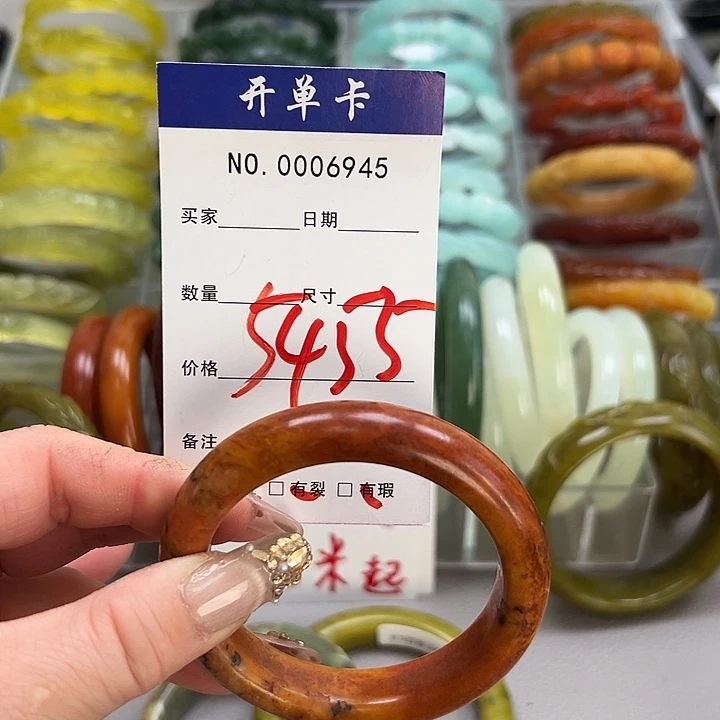 开单卡
NO. 0006945
买家 日期
数量 尺寸
价格
备注
□有裂 □有瑕
米起